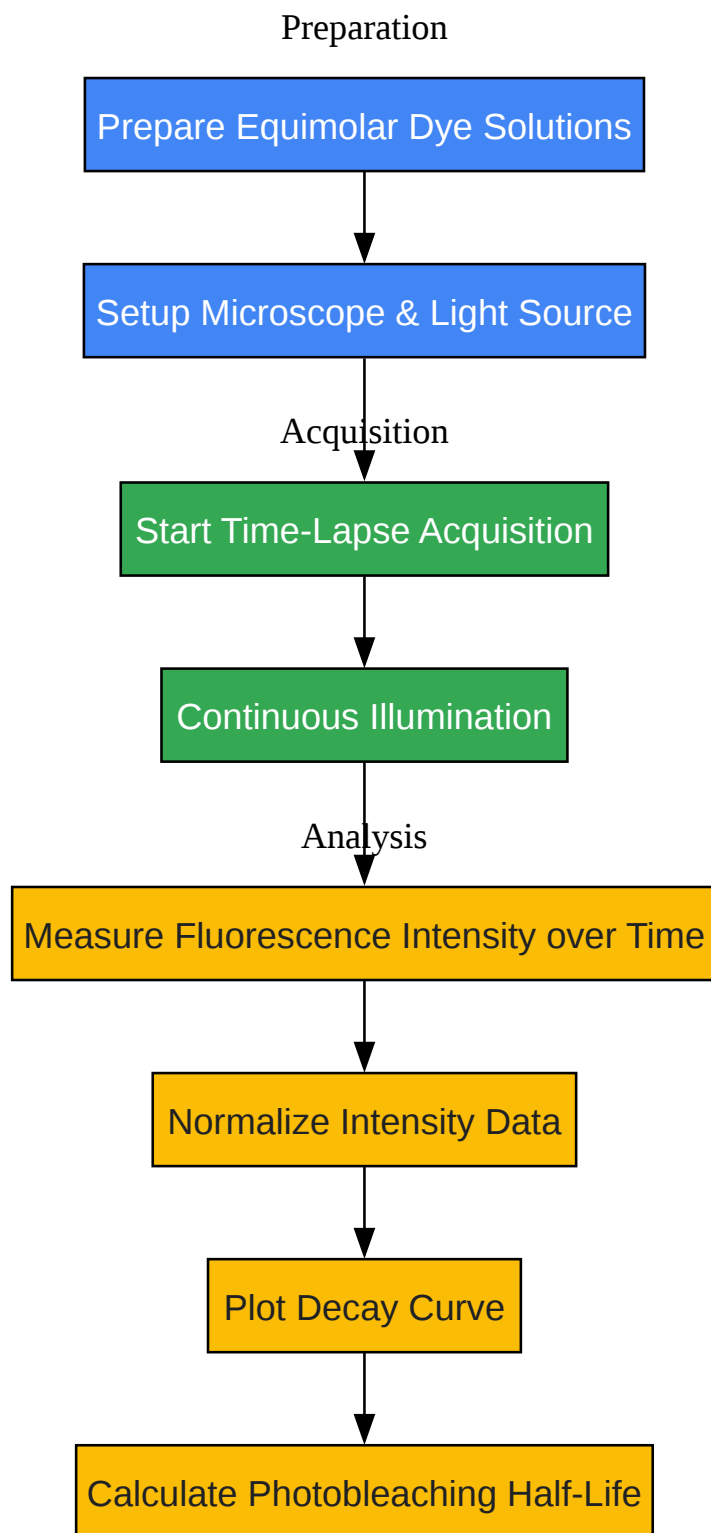 Preparation
Prepare Equimolar Dye Solutions
Setup Microscope & Light Source
Acquisition
Start Time-Lapse Acquisition
Continuous Illumination
Analysis
Measure Fluorescence Intensity over Time
Normalize Intensity Data
Plot Decay Curve
Calculate Photobleaching Half-Life